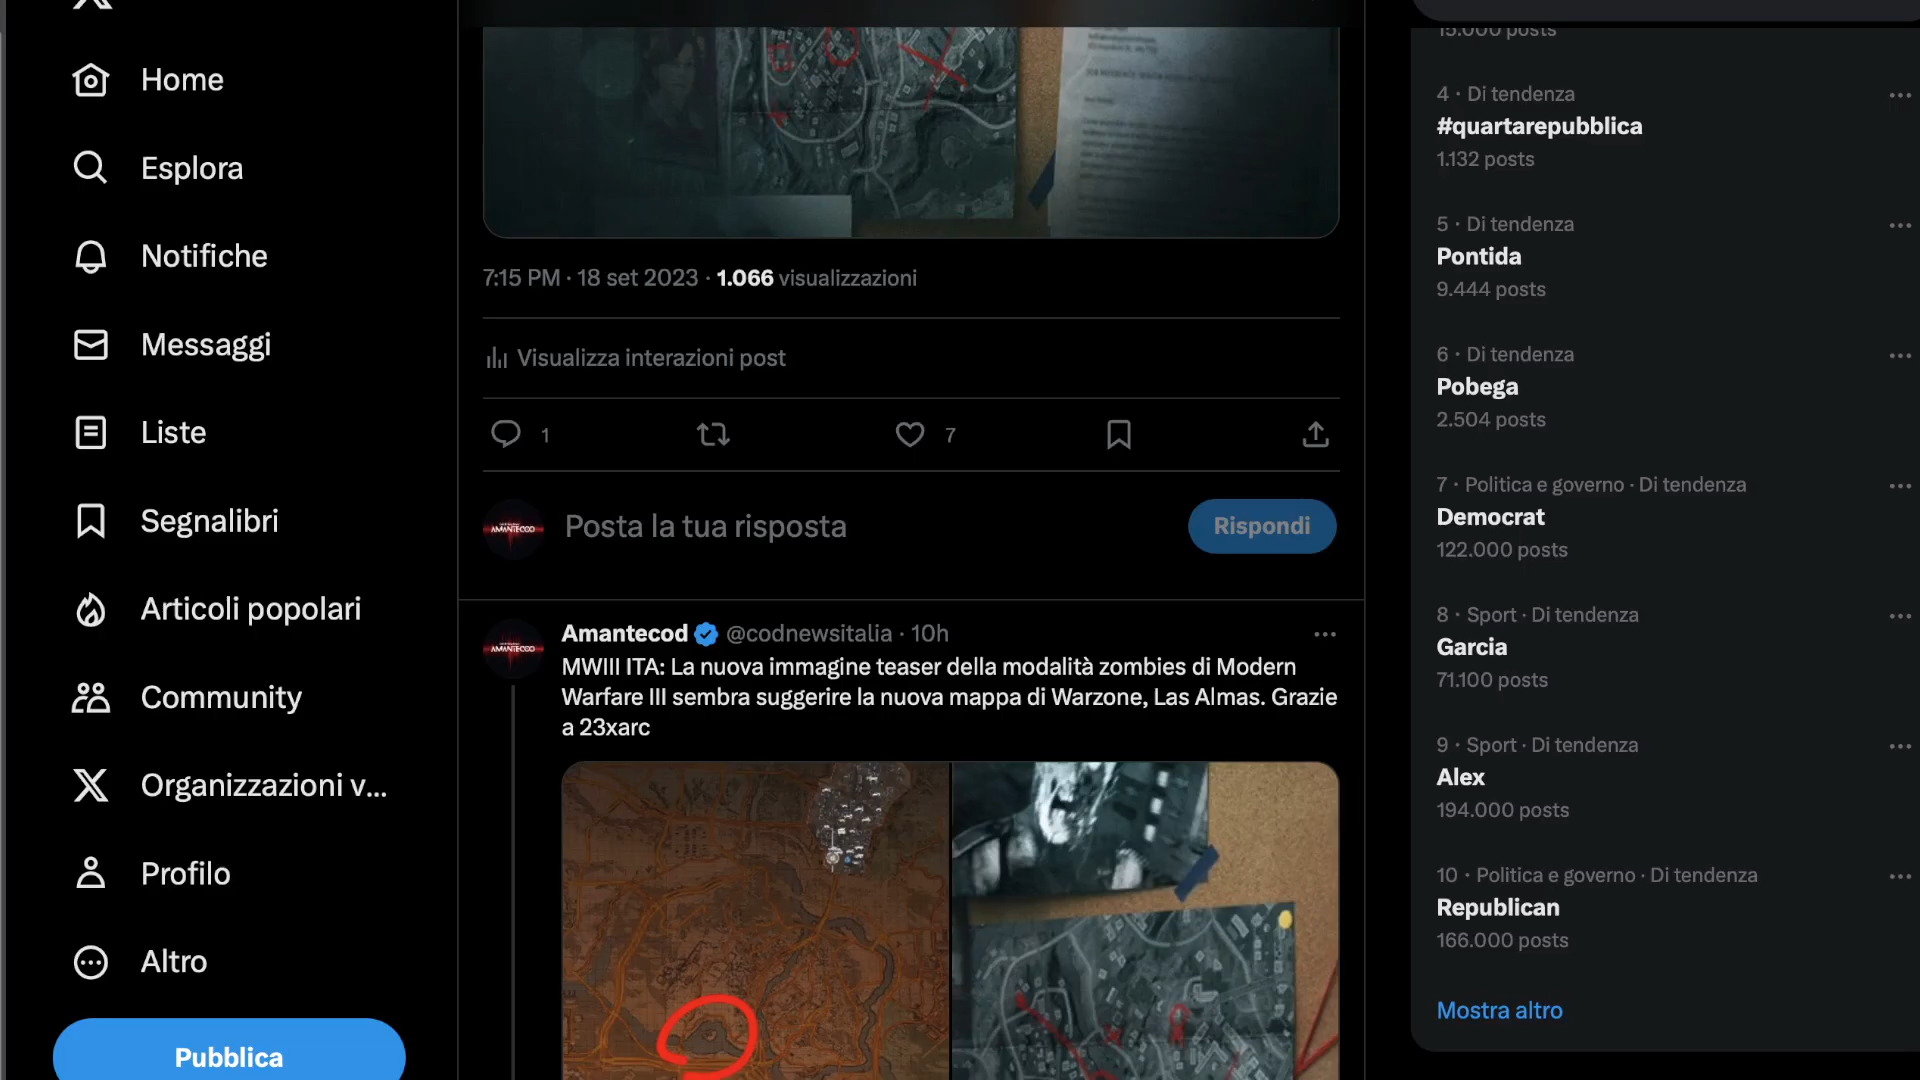 Home
Esplora
Notifiche
Messaggi
Liste
Segnalibri
Articoli popolari
Community
Organizzazioni v...
Profilo
Altro
Pubblica
7:15 PM · 18 set 2023 · 1.066 visualizzazioni
Visualizza interazioni post
1
7
AMANTECOD
Posta la tua risposta
Rispondi
AMANTECOD
Amantecod @codnewsitalia · 10h
MWIII ITA: La nuova immagine teaser della modalità zombies di Modern
Warfare III sembra suggerire la nuova mappa di Warzone, Las Almas. Grazie
a 23xarc
15.000 posts
4 · Di tendenza
#quartarepubblica
1.132 posts
5 · Di tendenza
Pontida
9.444 posts
6 · Di tendenza
Pobega
2.504 posts
7 · Politica e governo · Di tendenza
Democrat
122.000 posts
8 · Sport · Di tendenza
Garcia
71.100 posts
9 · Sport · Di tendenza
Alex
194.000 posts
10 · Politica e governo · Di tendenza
Republican
166.000 posts
Mostra altro